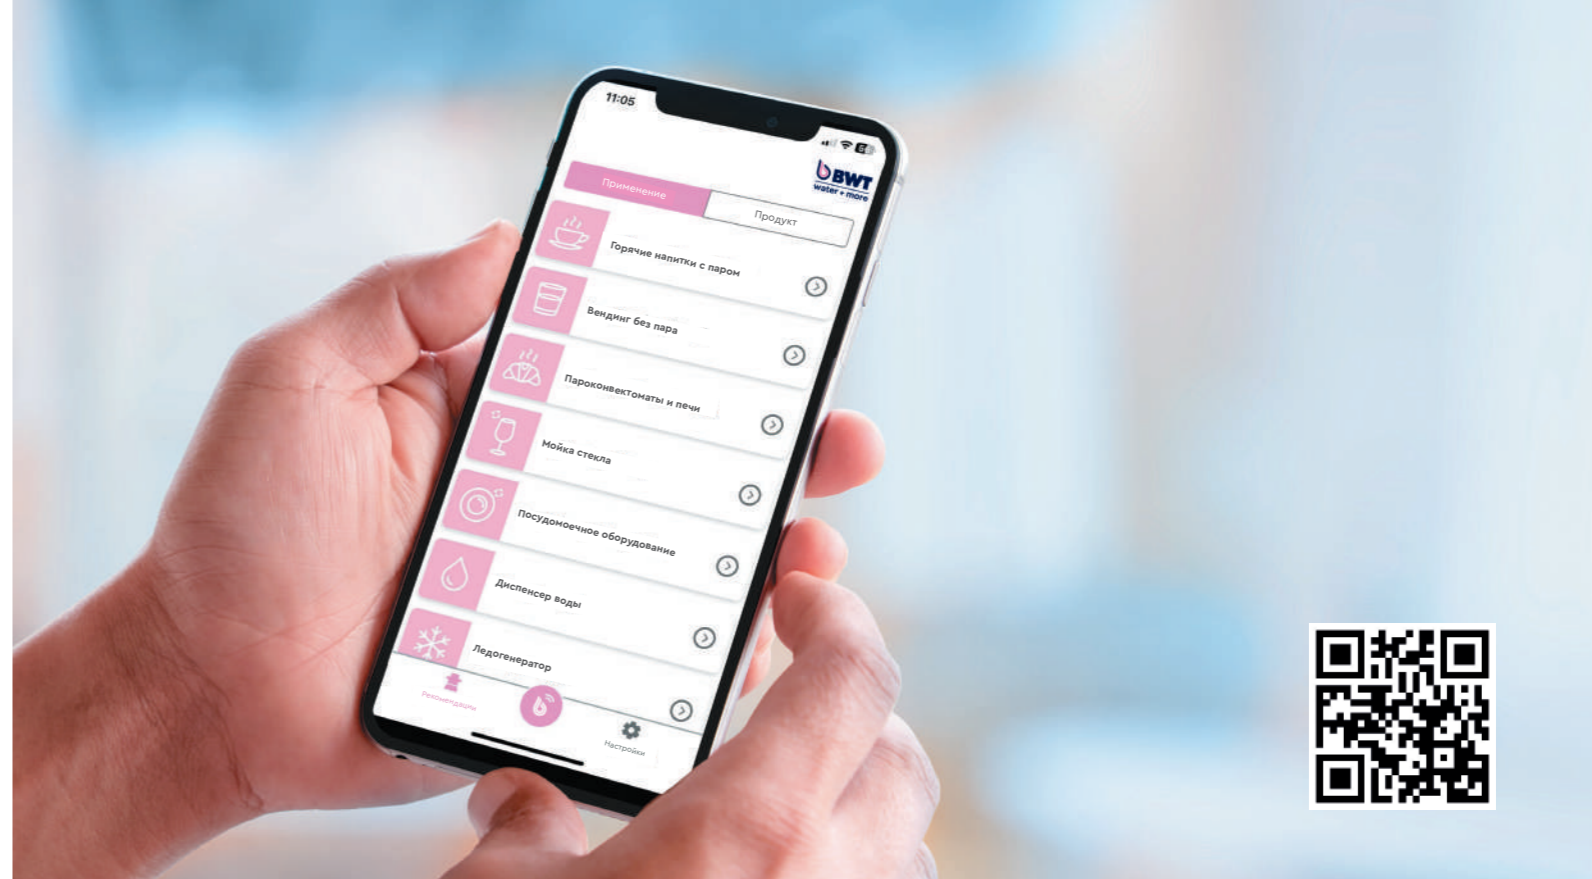 11:05
BWT
water + more
Применение
Продукт
Горячие напитки с паром
Вендинг без пара
Пароконвектоматы и печи
Мойка стекла
Посудомоечное оборудование
Диспенсер воды
Ледогенератор
Рекомендации
Настройки